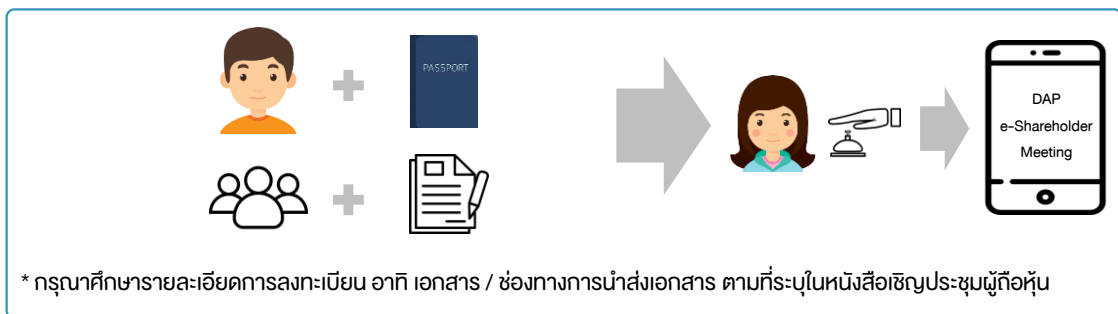 PASSPORT
DAP
e-Shareholder
Meeting
* กรุณาศึกษารายละเอียดการลงทะเบียน อาทิ เอกสาร / ช่องทางการนำส่งเอกสาร ตามที่ระบุในหนังสือเชิญประชุมผู้ถือหุ้น